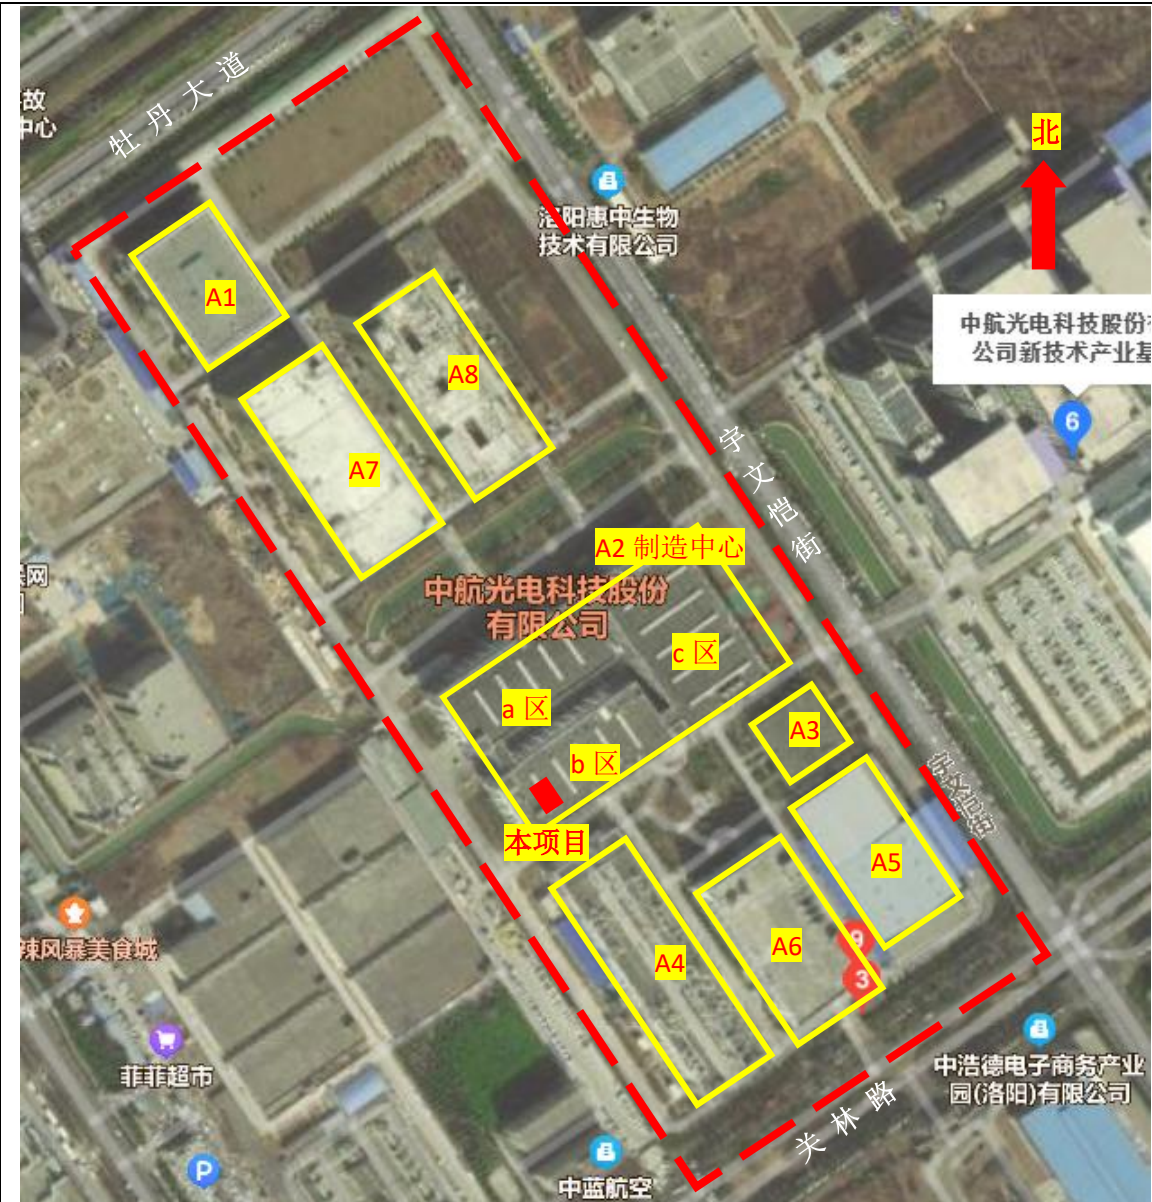 牡丹大道
故
中心
北
洛阳惠中生物
技术有限公司
A1
中航光电科技股份
公司新技术产业基
A8
6
A7
宇文恺街
A2 制造中心
网
中航光电科技股份
有限公司
c 区
a 区
A3
b 区
本项目
A5
辣风暴美食城
A6
9
A4
3
菲菲超市
中浩德电子商务产业
园(洛阳)有限公司
关林路
P
中蓝航空